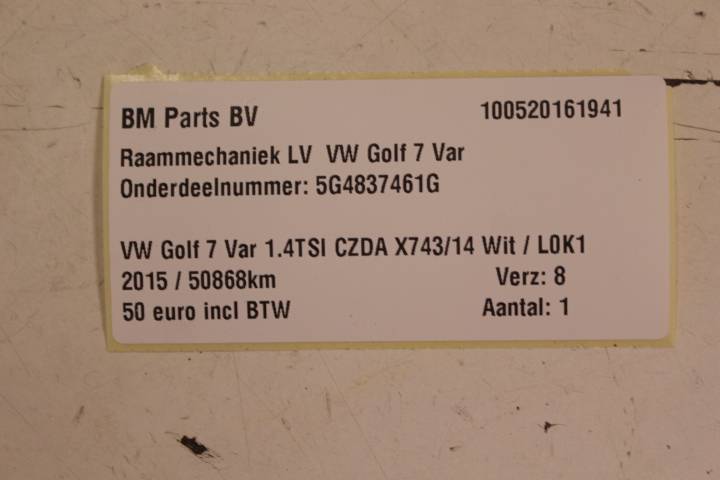 BM Parts BV 100520161941
Raammechaniek LV VW Golf 7 Var
Onderdeelnummer: 5G4837461G
VW Golf 7 Var 1.4TSI CZDA X743/14 Wit / L0K1
2015 / 50868km Verz: 8
50 euro incl BTW Aantal: 1